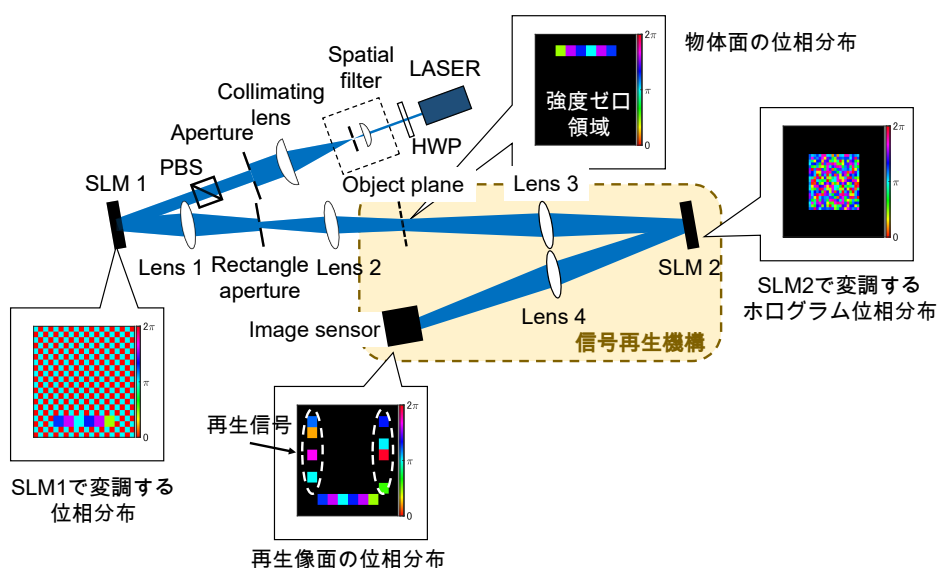 Spatial
filter
LASER
Collimating
lens
Aperture
PBS
HWP
SLM 1
Object plane
Lens 3
Lens 1
Rectangle
aperture
Lens 2
SLM 2
Lens 4
Image sensor
信号再生機構
2π
π
0
強度ゼロ
領域
物体面の位相分布
2π
π
0
SLM2で変調する
ホログラム位相分布
2π
π
0
SLM1で変調する
位相分布
再生信号
2π
π
0
再生像面の位相分布